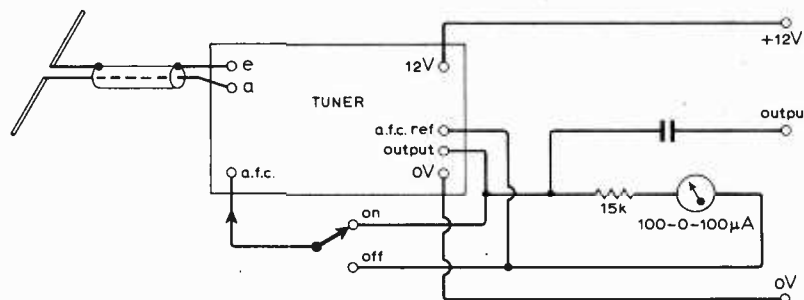 +12V
12V
e
a
TUNER
a.f.c. ref
outpu
output
0V
a.f.c.
15k
on
100-0-100µA
off
0V